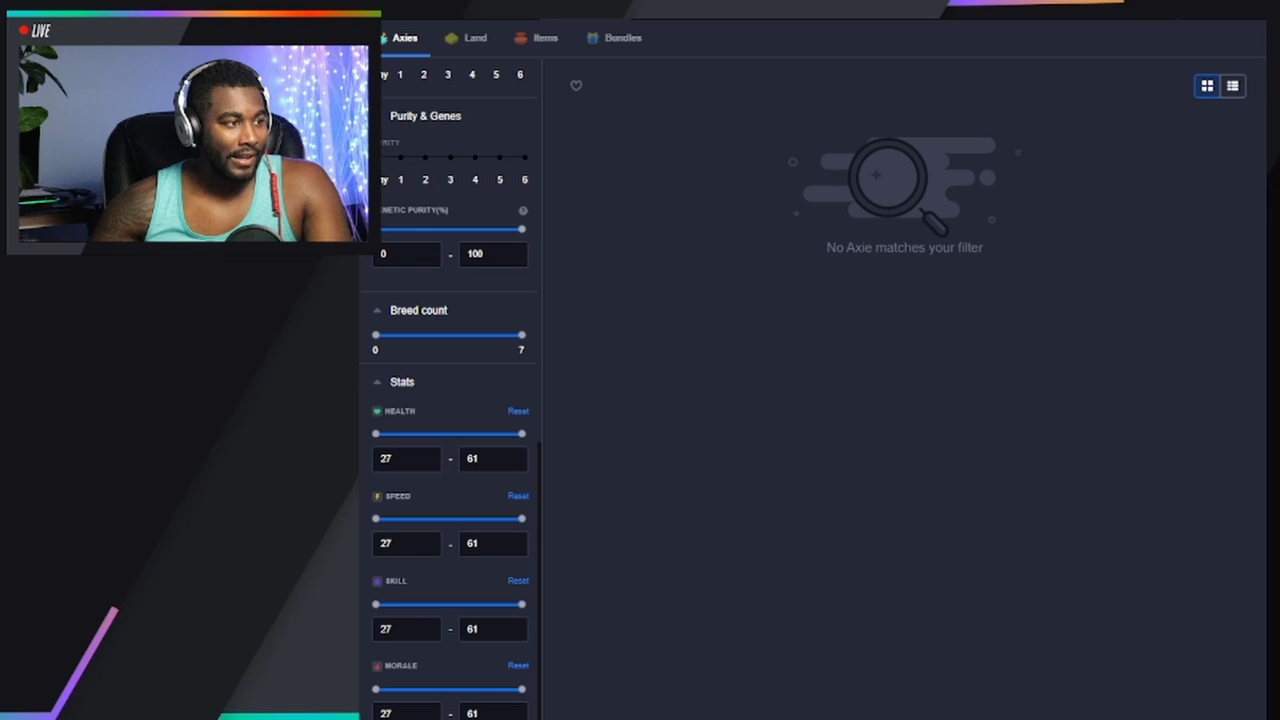 LIVE
Axies Land Items Bundles
1 2 3 4 5 6
Purity & Genes
1 2 3 4 5 6
0 - 100
Breed count
0 7
Stats
HEALTH Reset
27 - 61
SPEED Reset
27 - 61
SKILL Reset
27 - 61
MORALE Reset
27 - 61
No Axie matches your filter